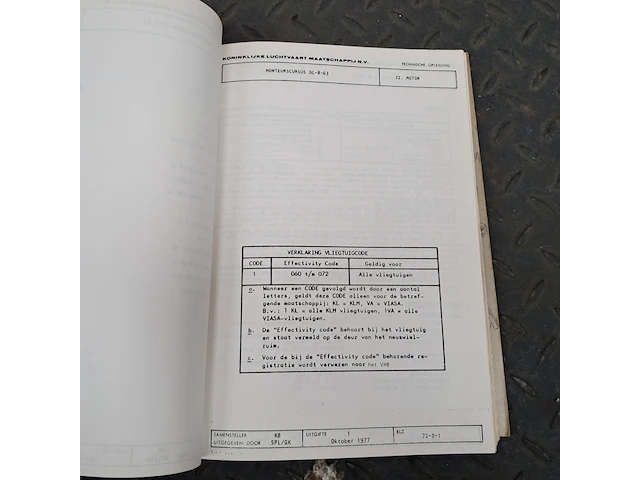 KONINKLIJKE LUCHTVAART MAATSCHAPPIJ N.V. TECHNISCHE OPLEIDING
MONTEURSCURSUS DC-8-63 72. MOTOR
VERKLARING VLIEGTUIGCODE
CODE Effectivity Code Geldig voor
1 060 t/m 072 Alle vliegtuigen
a. Wanneer een CODE gevolgd wordt door een aantal
letters, geldt deze CODE alleen voor de betref-
gende maatschappij: KL = KLM, VA = VIASA.
B.v.: 1 KL = alle KLM vliegtuigen, 1VA = alle
VIASA-vliegtuigen.
b. De "Effectivity code" behoort bij het vliegtuig
en staat vermeld op de deur van het neuswiel-
ruim.
c. Voor de bij de "Effectivity code" behorende re-
gistratie wordt verwezen naar het VHB
SAMENSTELLER KB UITGIFTE 1 BLZ
UITGEGEVEN DOOR SPL/GK Oktober 1977 72-0-1